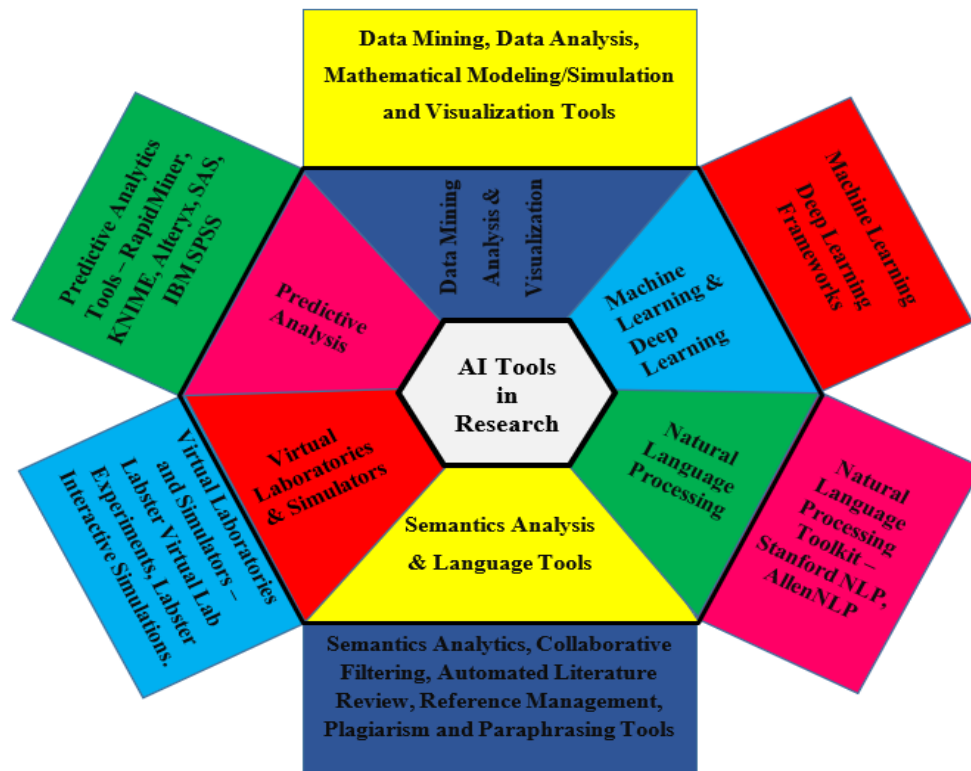 Data Mining, Data Analysis,
Mathematical Modeling/Simulation
and Visualization Tools
Predictive Analytics
Tools – RapidMiner,
KNIME, Alteryx, SAS,
IBM SPSS
Data Mining
Analysis &
Visualization
Machine Learning
Deep Learning
Frameworks
Predictive
Analysis
Machine
Learning &
Deep
Learning
AI Tools
in
Research
Virtual
Laboratories
& Simulators
Natural
Language
Processing
Virtual Laboratories
and Simulators –
Labster Virtual Lab
Experiments, Labster
Interactive Simulations.
Semantics Analysis
& Language Tools
Natural
Language
Processing
Toolkit –
Stanford NLP,
AllenNLP
Semantics Analytics, Collaborative
Filtering, Automated Literature
Review, Reference Management,
Plagiarism and Paraphrasing Tools